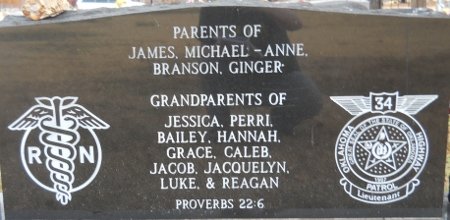 PARENTS OF
JAMES, MICHAEL - ANNE,
BRANSON, GINGER
GRANDPARENTS OF
JESSICA, PERRI,
BAILEY, HANNAH,
GRACE, CALEB,
JACOB, JACQUELYN,
LUKE, & REAGAN
PROVERBS 22:6
R N
34
OKLAHOMA HIGHWAY
PATROL
Lieutenant